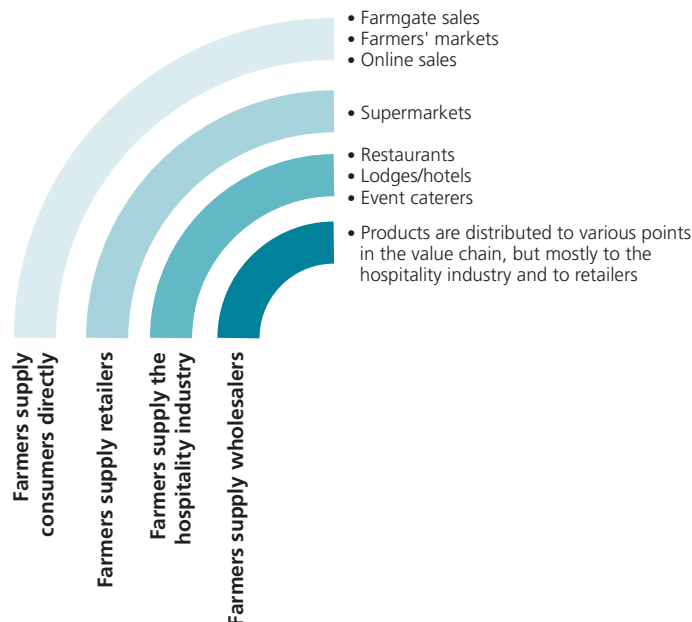 • Farmgate sales
• Farmers' markets
• Online sales
• Supermarkets
• Restaurants
• Lodges/hotels
• Event caterers
• Products are distributed to various points
in the value chain, but mostly to the
hospitality industry and to retailers
Farmers supply
consumers directly
Farmers supply retailers
Farmers supply the
hospitality industry
Farmers supply wholesalers